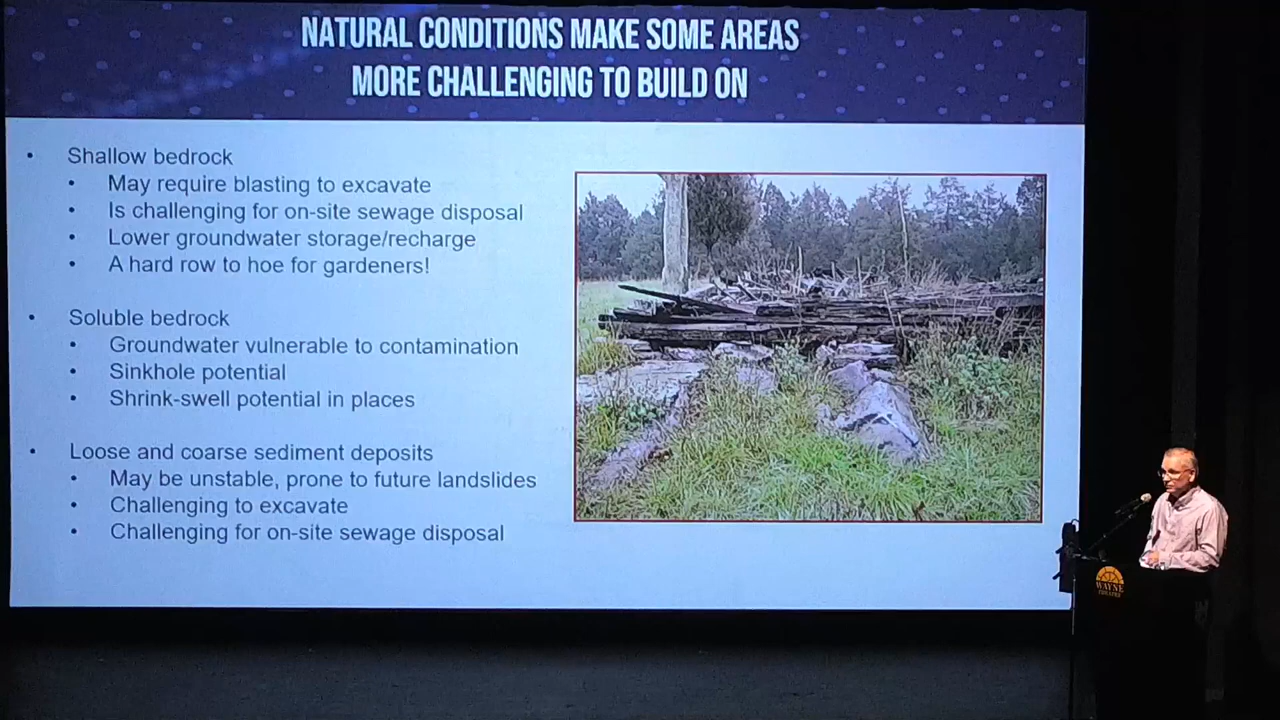 NATURAL CONDITIONS MAKE SOME AREAS
MORE CHALLENGING TO BUILD ON
• Shallow bedrock
• May require blasting to excavate
• Is challenging for on-site sewage disposal
• Lower groundwater storage/recharge
• A hard row to hoe for gardeners!
• Soluble bedrock
• Groundwater vulnerable to contamination
• Sinkhole potential
• Shrink-swell potential in places
• Loose and coarse sediment deposits
• May be unstable, prone to future landslides
• Challenging to excavate
• Challenging for on-site sewage disposal
WAYNE
THEATRE